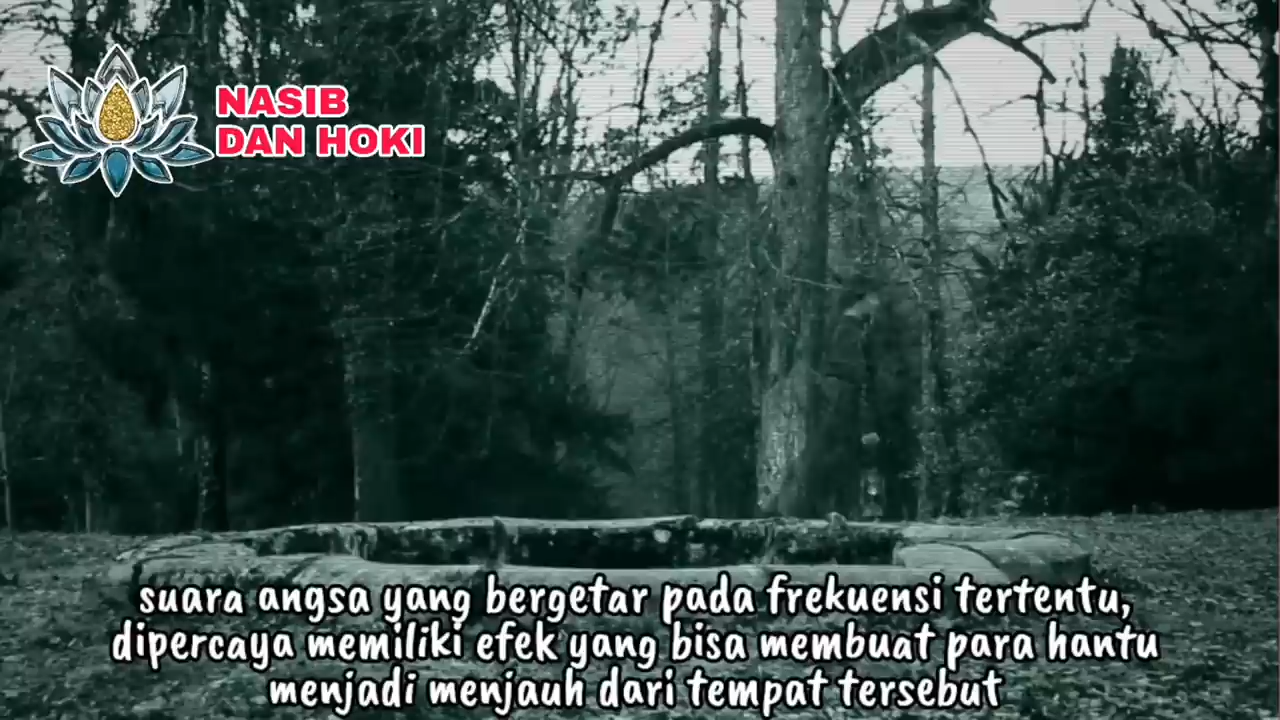 NASIB
DAN HOKI
suara angsa yang bergetar pada frekuensi tertentu,
dipercaya memiliki efek yang bisa membuat para hantu
menjadi menjauh dari tempat tersebut